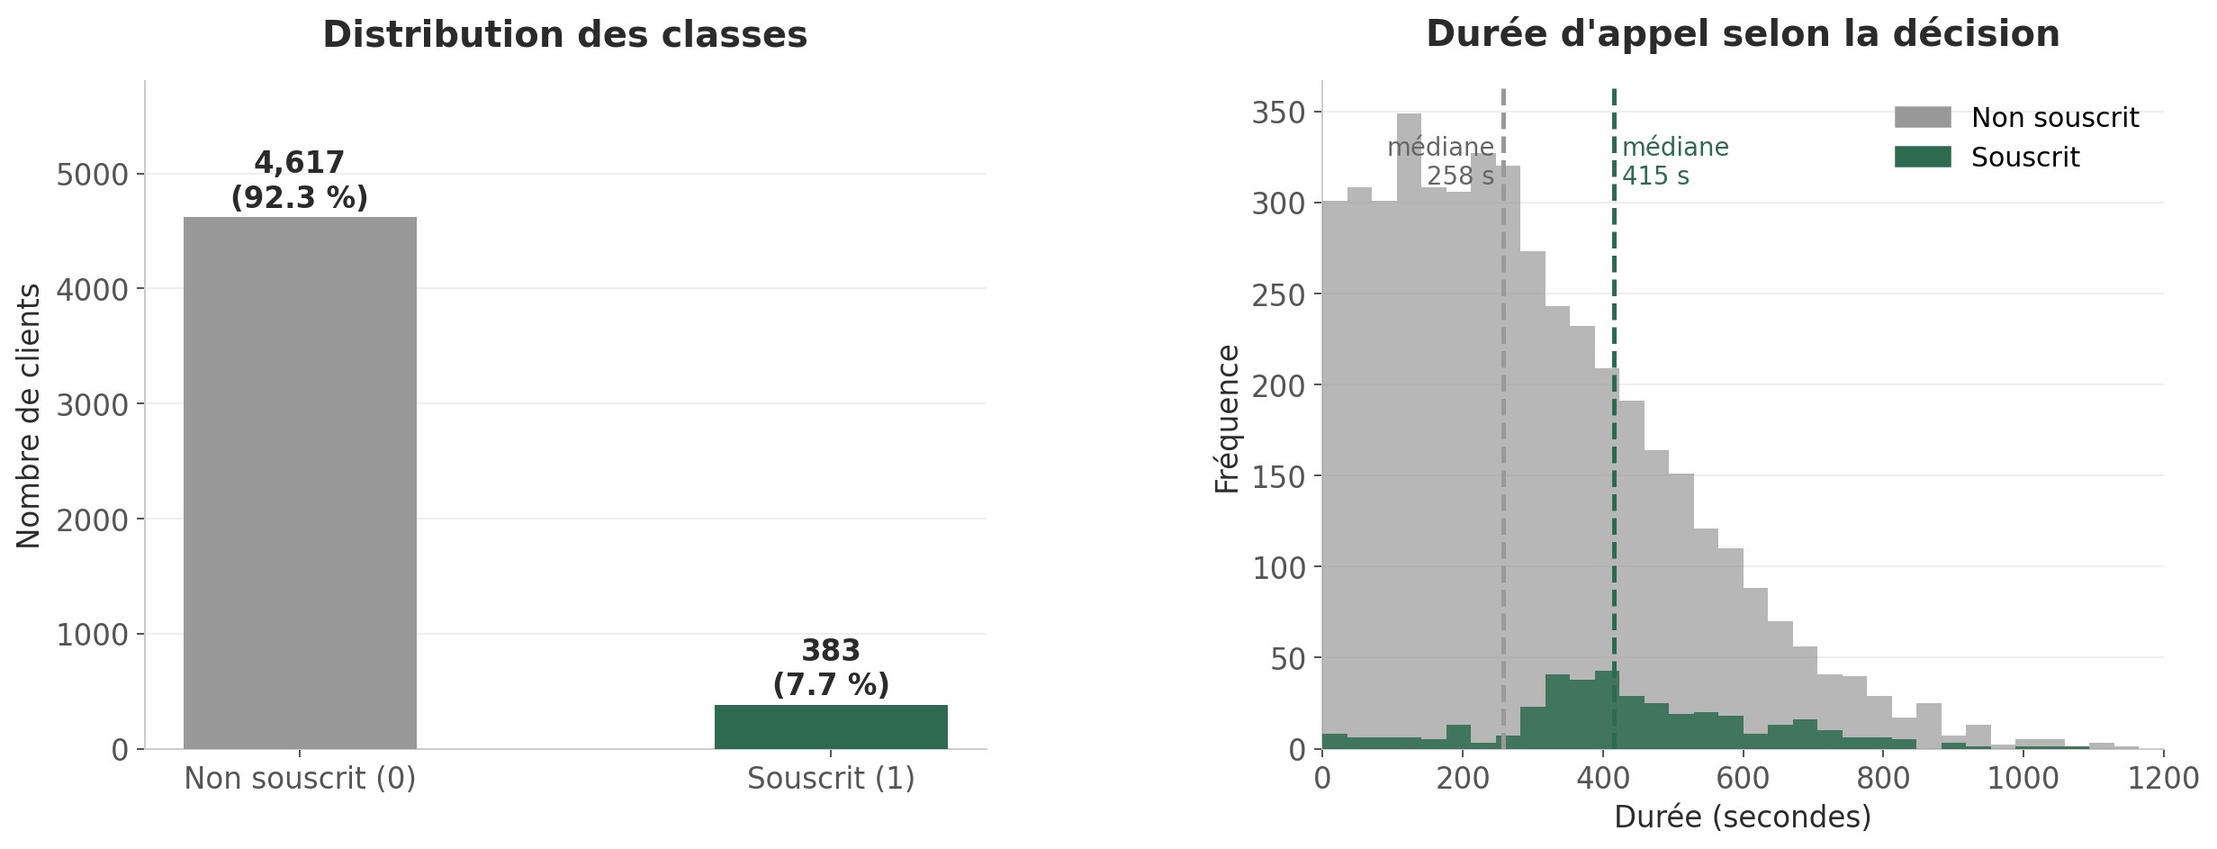 Distribution des classes
Nombre de clients
5000
4000
3000
2000
1000
0
4,617
(92.3 %)
383
(7.7 %)
Non souscrit (0)
Souscrit (1)
Durée d'appel selon la décision
Fréquence
350
300
250
200
150
100
50
0
médiane
258 s
médiane
415 s
Non souscrit
Souscrit
0 200 400 600 800 1000 1200
Durée (secondes)